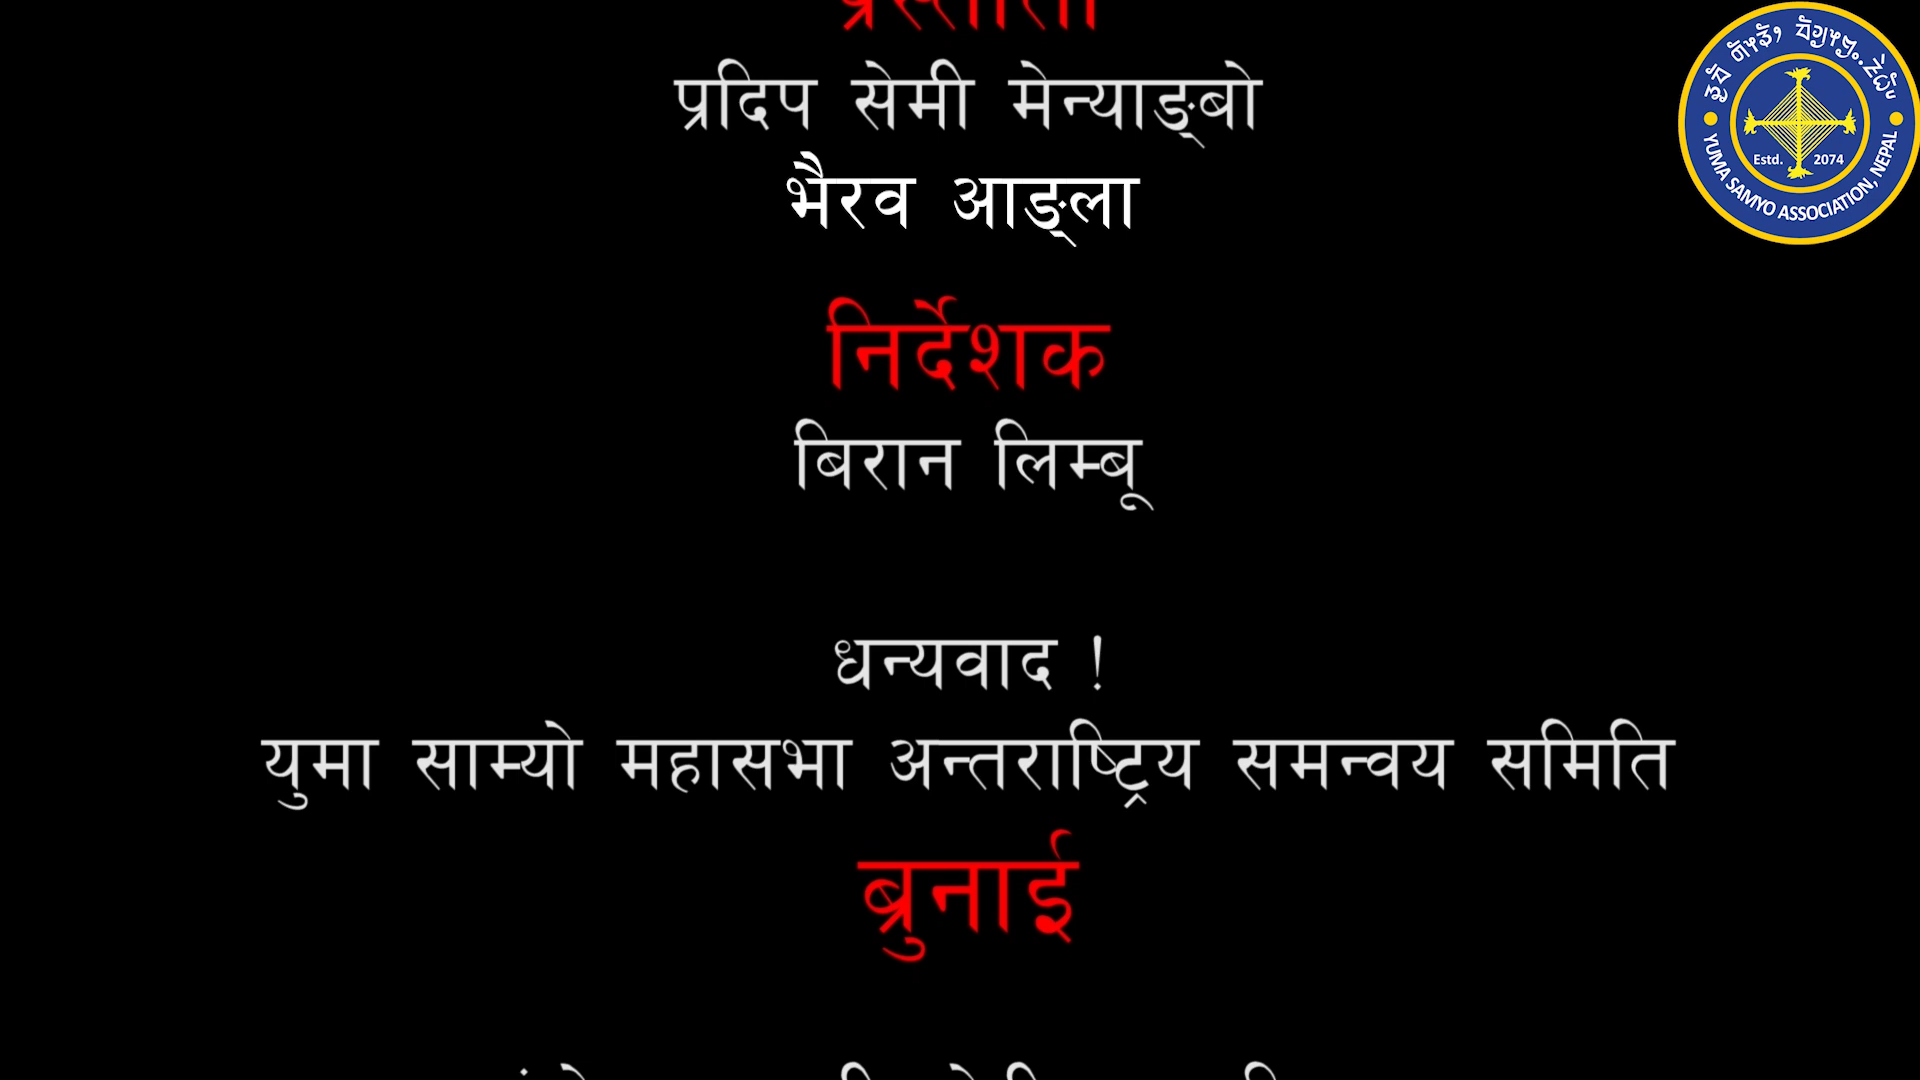 प्रदिप सेमी मेन्याङ्बो
भैरव आङ्ला
निर्देशक
बिरान लिम्बू
धन्यवाद !
युमा साम्यो महासभा अन्तराष्ट्रिय समन्वय समिति
ब्रुनाई
Estd. 2074
YUMA SAMYO ASSOCIATION, NEPAL